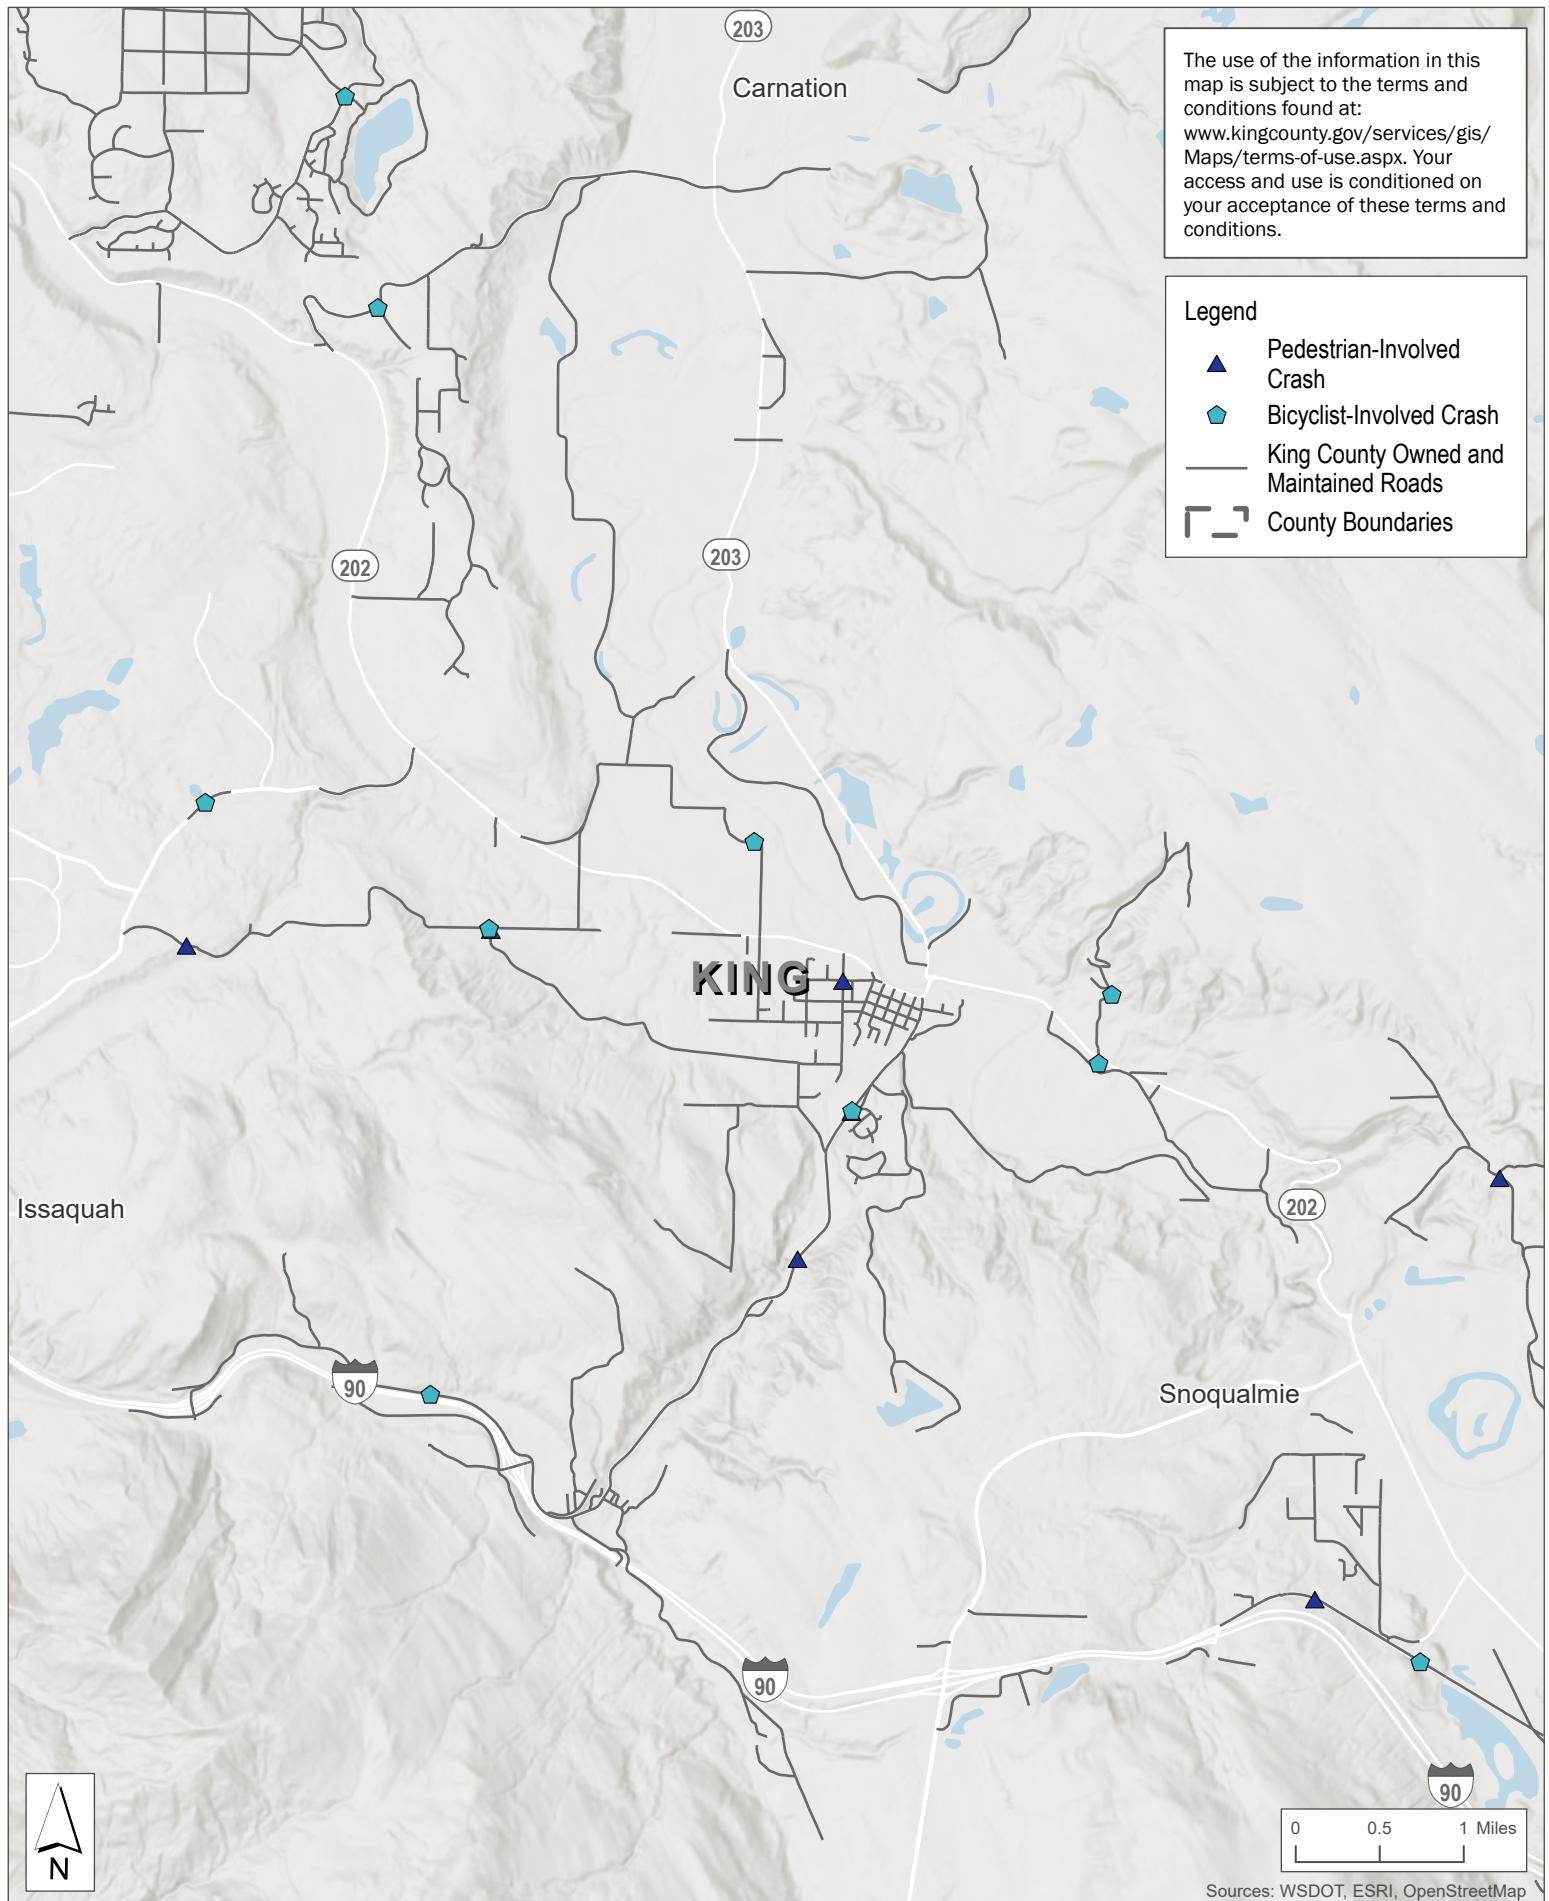 203
Carnation
The use of the information in this
map is subject to the terms and
conditions found at:
www.kingcounty.gov/services/gis/
Maps/terms-of-use.aspx. Your
access and use is conditioned on
your acceptance of these terms and
conditions.
Legend
Pedestrian-Involved
Crash
Bicyclist-Involved Crash
King County Owned and
Maintained Roads
County Boundaries
202
203
KING
Issaquah
202
90
Snoqualmie
90
90
N
0 0.5 1 Miles
Sources: WSDOT, ESRI, OpenStreetMap